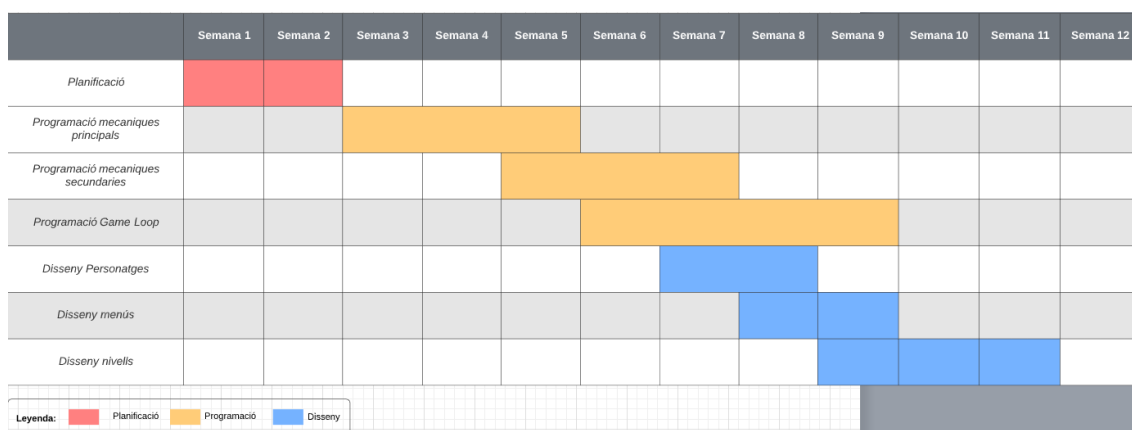 Semana 1 Semana 2 Semana 3 Semana 4 Semana 5 Semana 6 Semana 7 Semana 8 Semana 9 Semana 10 Semana 11 Semana 12
Planificació
Programació mecaniques
principals
Programació mecaniques
secundaries
Programació Game Loop
Disseny Personatges
Disseny menús
Disseny nivells
Leyenda: Planificació Programació Disseny